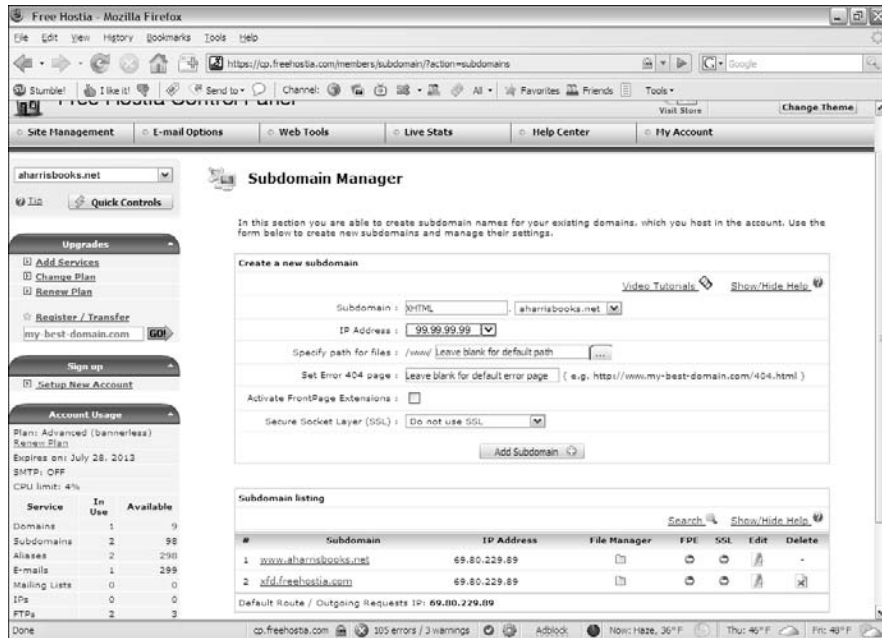 Free Hostia - Mozilla Firefox
File Edit View History Bookmarks Tools Help
https://cp.freehostia.com/members/subdomain/?action=subdomains
Google
Stumble! I like it! Send to Channel: All Favorites Friends Tools
Free Hostia Control Panel
Visit Store
Change Theme
Site Management E-mail Options Web Tools Live Stats Help Center My Account
aharrisbooks.net
Tip Quick Controls
Upgrades
Add Services
Change Plan
Renew Plan
Register / Transfer
my-best-domain.com GO!
Sign up
Setup New Account
Account Usage
Plan: Advanced (bannerless)
Renew Plan
Expires on: July 28, 2013
SMTP: OFF
CPU limit: 4%
Service In Use Available
Domains 1 9
Subdomains 2 98
Aliases 2 298
E-mails 1 299
Mailing Lists 0 0
IPs 0 0
FTPs 2 3
Subdomain Manager
In this section you are able to create subdomain names for your existing domains, which you host in the account. Use the
form below to create new subdomains and manage their settings.
Create a new subdomain
Video Tutorials Show/Hide Help
Subdomain : XHTML . aharrisbooks.net
IP Address : 99.99.99.99
Specify path for files : /www/ Leave blank for default path ...
Set Error 404 page : Leave blank for default error page ( e.g. http://www.my-best-domain.com/404.html )
Activate FrontPage Extensions :
Secure Socket Layer (SSL) : Do not use SSL
Add Subdomain
Subdomain listing
Search Show/Hide Help
# Subdomain IP Address File Manager FPE SSL Edit Delete
1 www.aharrisbooks.net 69.80.229.89 -
2 xfd.freehostia.com 69.80.229.89
Default Route / Outgoing Requests IP: 69.80.229.89
Done cp.freehostia.com 105 errors / 3 warnings Adblock Now: Haze, 36°F Thu: 46°F Fri: 48°F